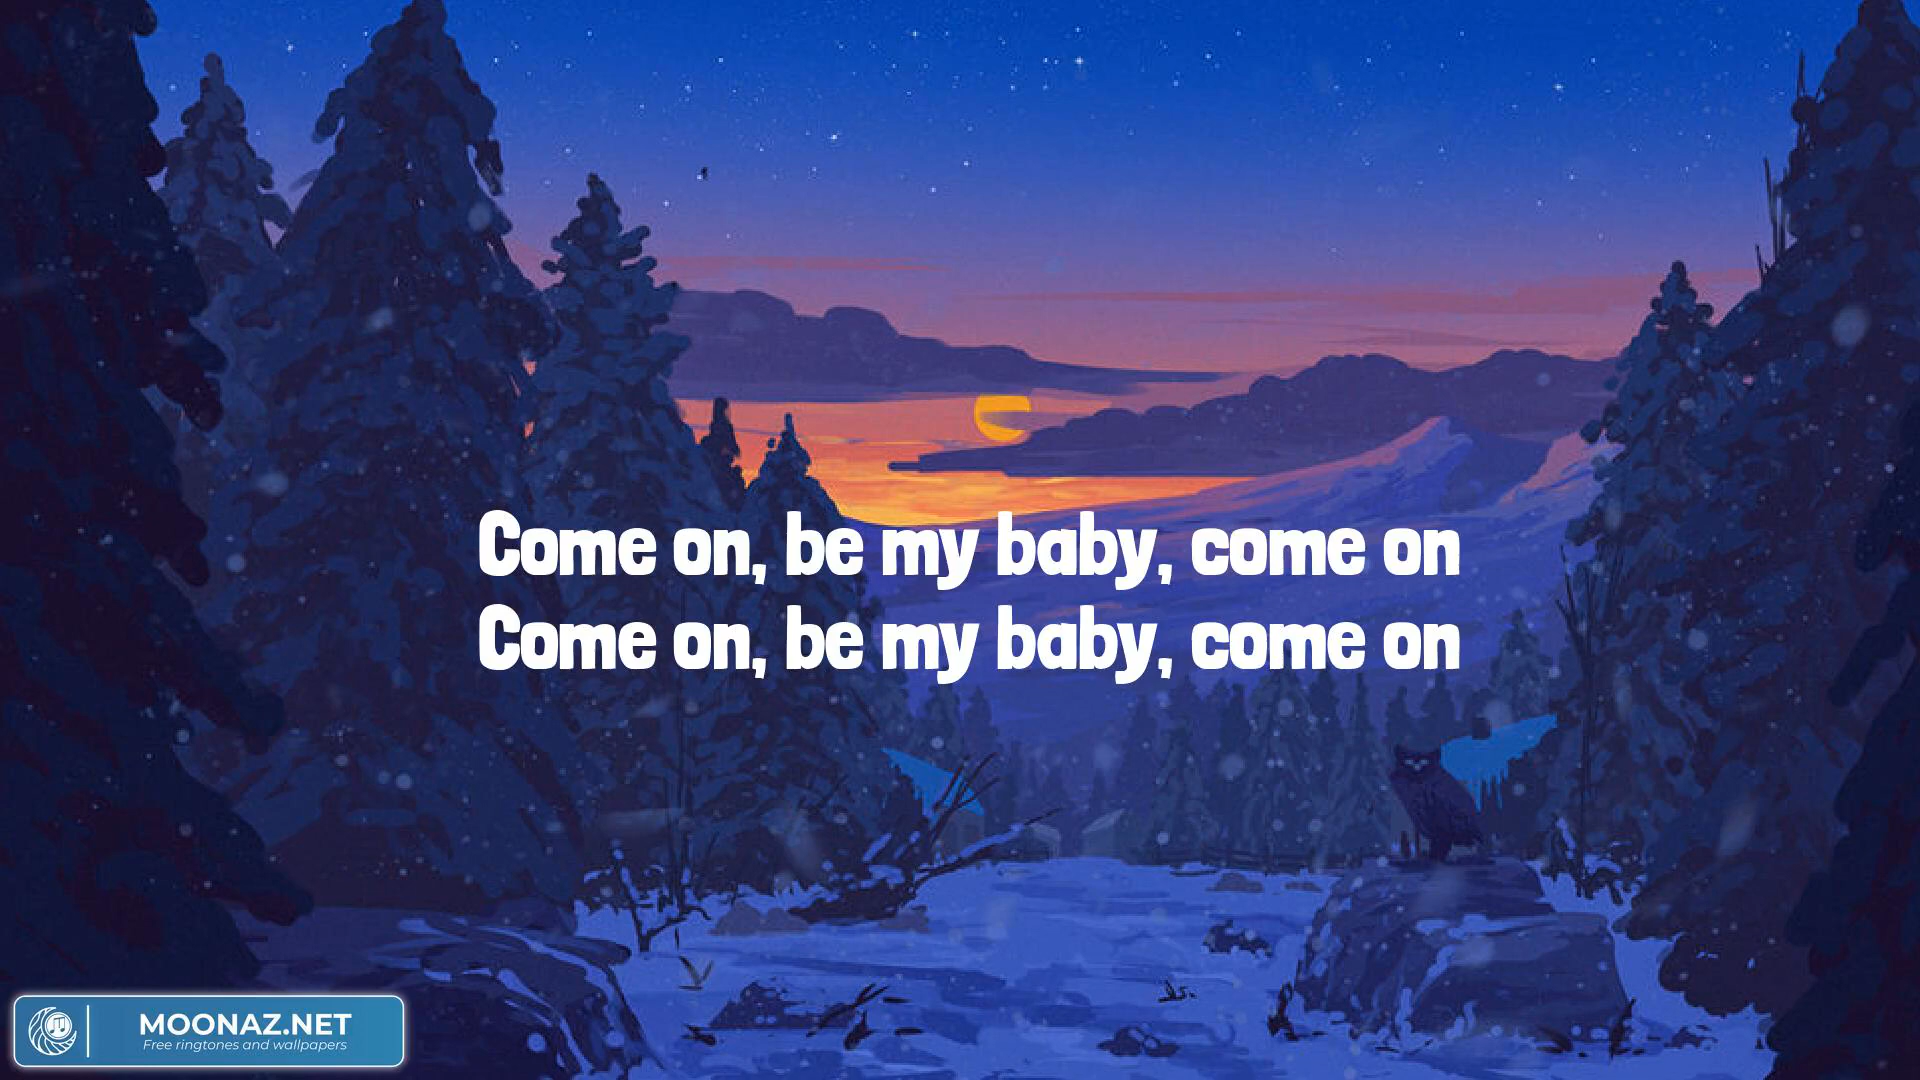 Come on, be my baby, come on
Come on, be my baby, come on
MOONAZ.NET
Free ringtones and wallpapers